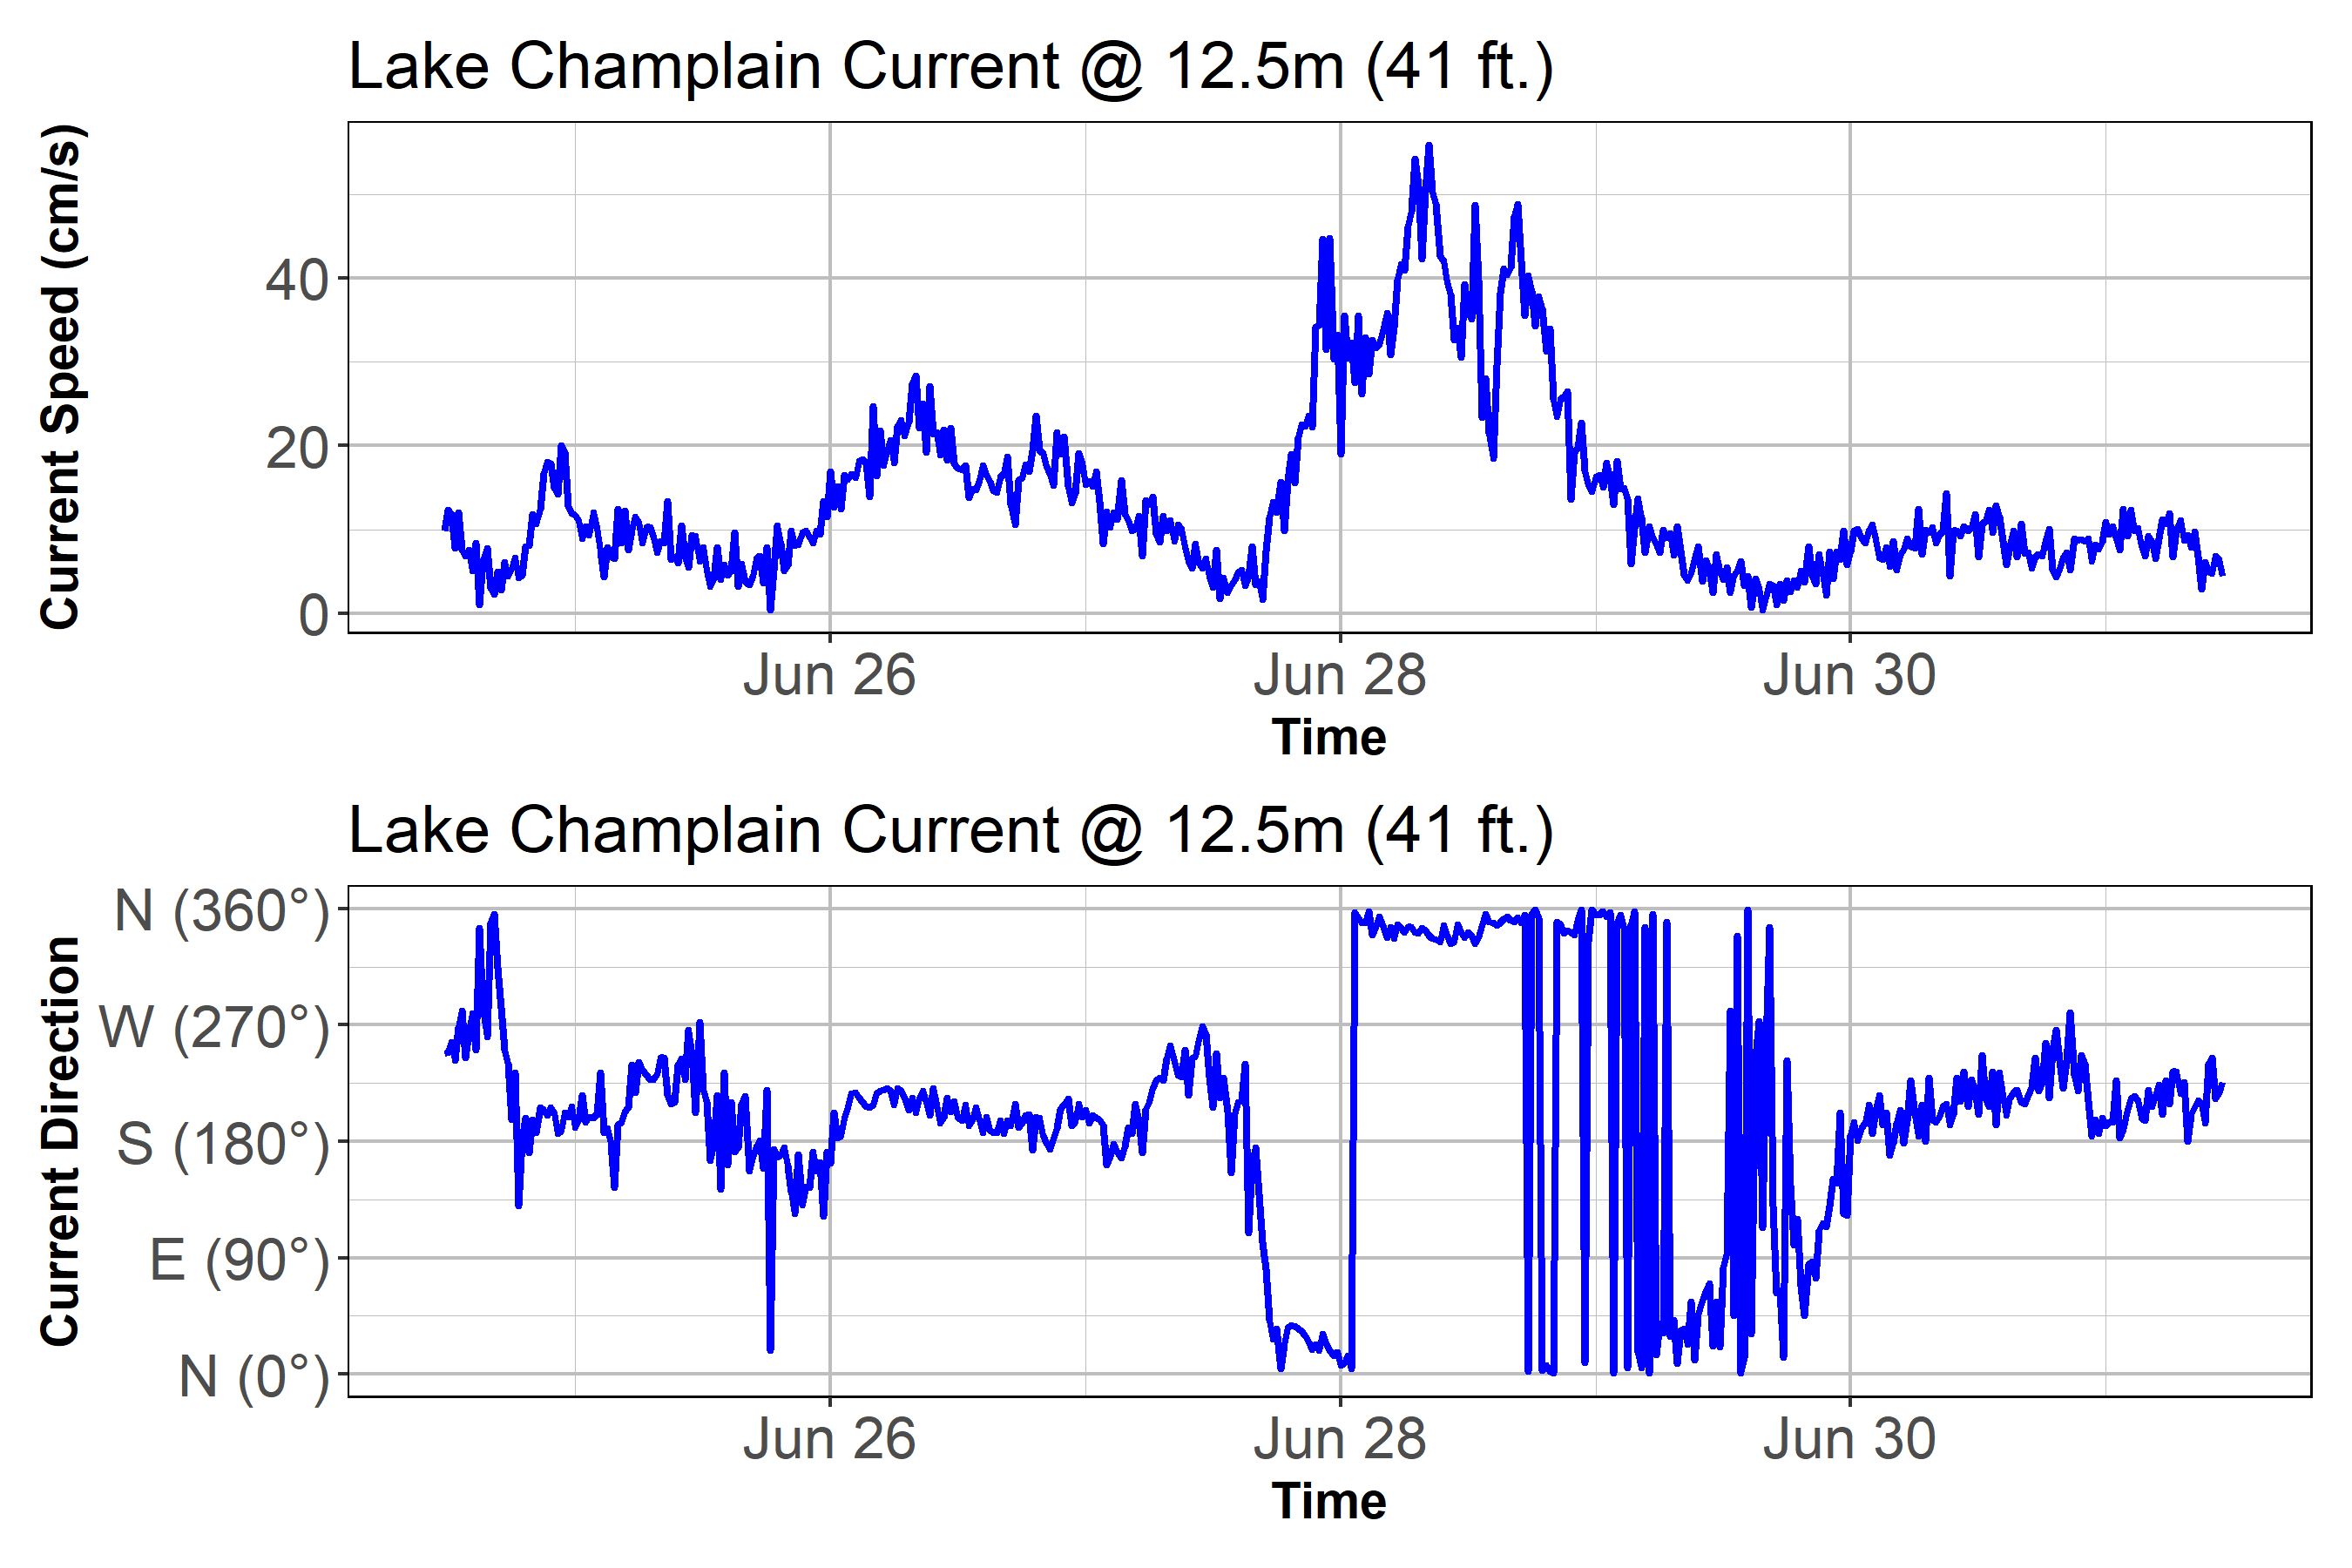 Lake Champlain Current @ 12.5m (41 ft.)
Current Speed (cm/s)
40
20
0
Jun 26 Jun 28 Jun 30
Time
Lake Champlain Current @ 12.5m (41 ft.)
Current Direction
N (360°)
W (270°)
S (180°)
E (90°)
N (0°)
Jun 26 Jun 28 Jun 30
Time